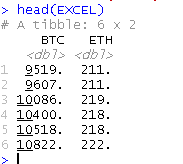 > head(EXCEL)
# A tibble: 6 x 2
BTC ETH
<dbl> <dbl>
1 9519. 211.
2 9607. 211.
3 10086. 219.
4 10400. 218.
5 10518. 218.
6 10822. 222.
>